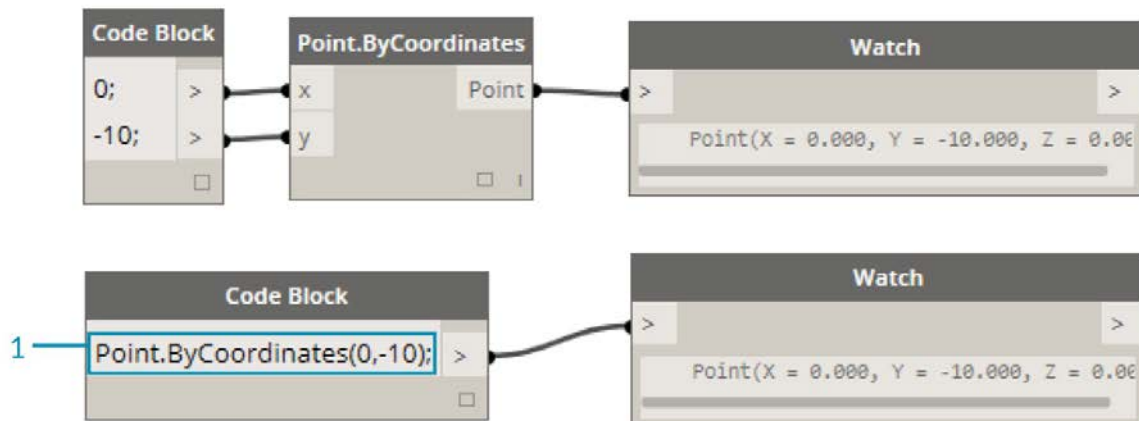 Code Block
Point.ByCoordinates
Watch
0; >
x
Point
>
>
-10; >
y
Point(X = 0.000, Y = -10.000, Z = 0.00
Code Block
Watch
1
Point.ByCoordinates(0,-10); >
>
>
Point(X = 0.000, Y = -10.000, Z = 0.00